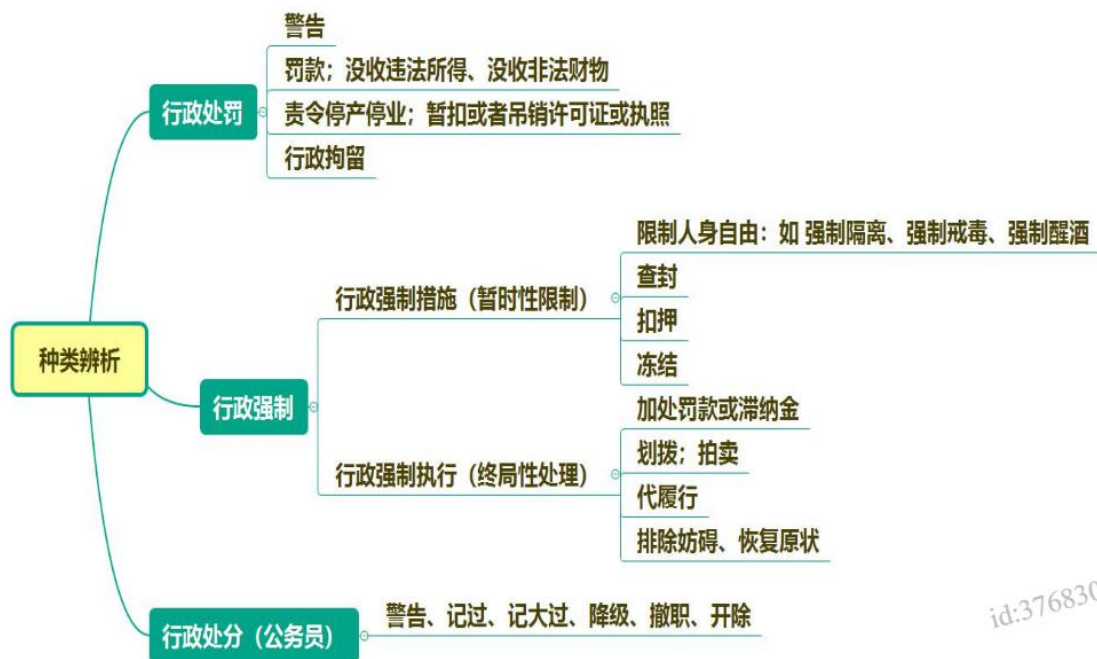 种类辨析
行政处罚
警告
罚款；没收违法所得、没收非法财物
责令停产停业；暂扣或者吊销许可证或执照
行政拘留
行政强制
行政强制措施（暂时性限制）
限制人身自由：如 强制隔离、强制戒毒、强制醒酒
查封
扣押
冻结
行政强制执行（终局性处理）
加处罚款或滞纳金
划拨；拍卖
代履行
排除妨碍、恢复原状
行政处分（公务员）
警告、记过、记大过、降级、撤职、开除
id:376830